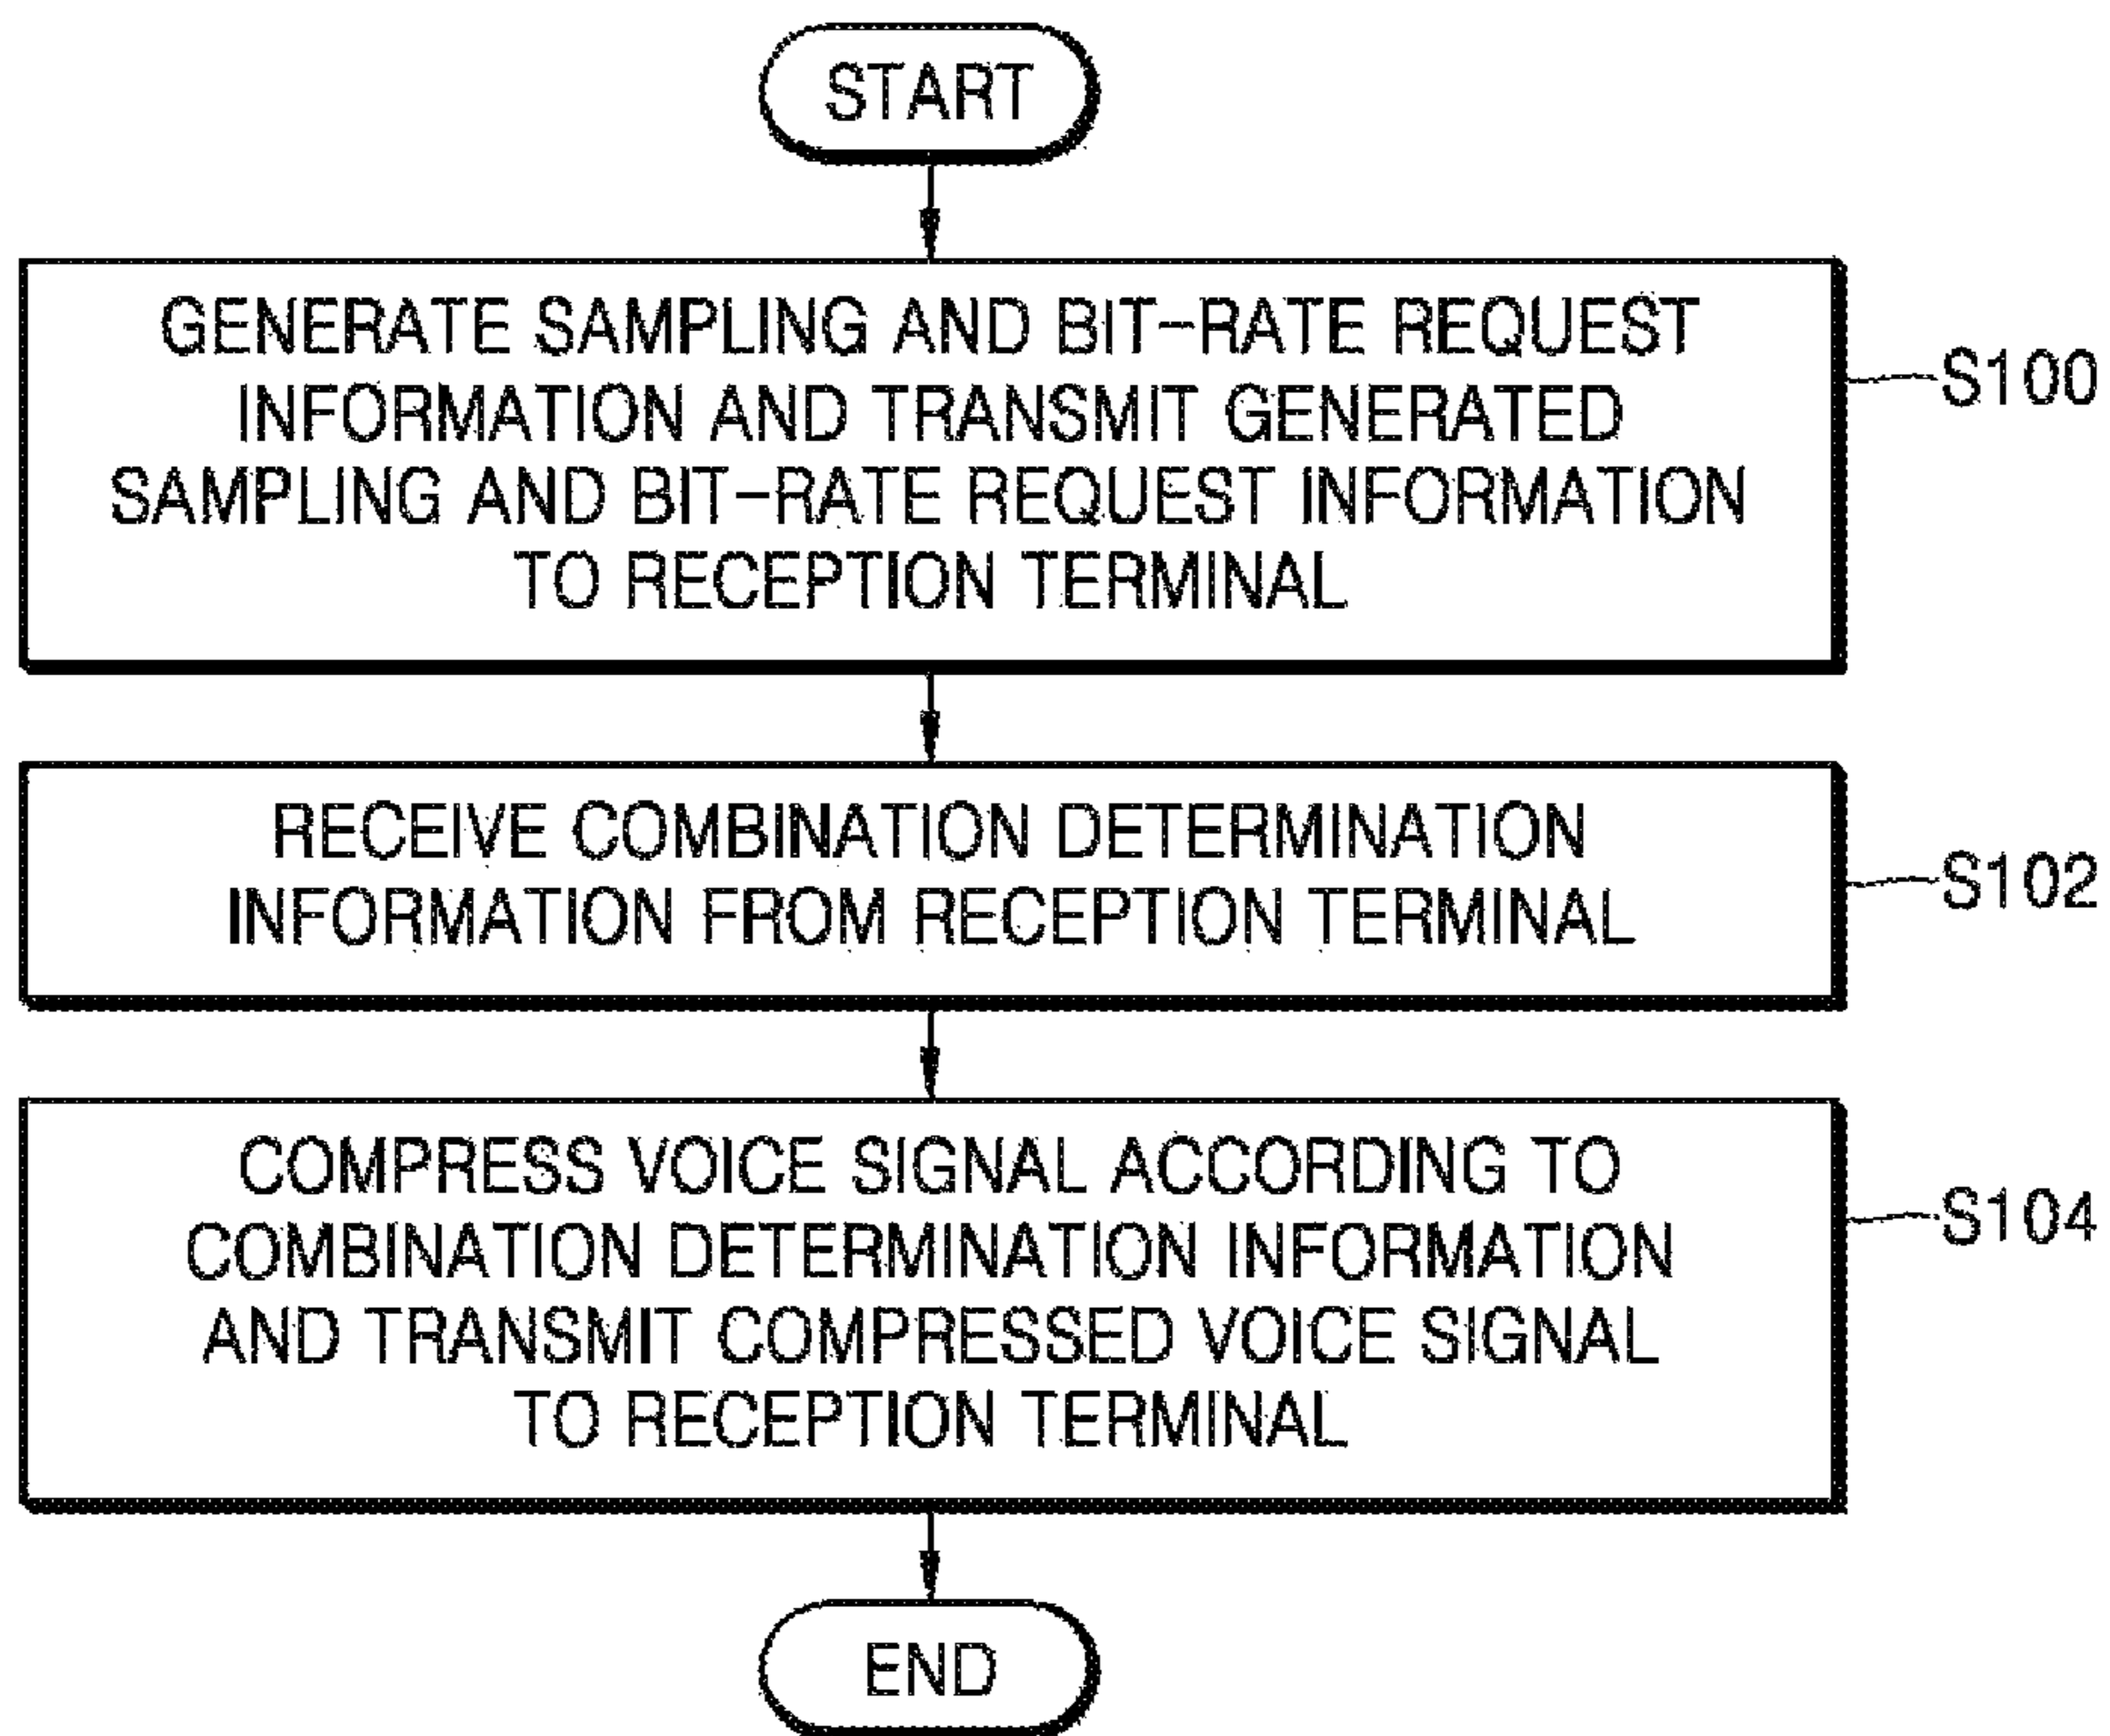 START
GENERATE SAMPLING AND BIT-RATE REQUEST
INFORMATION AND TRANSMIT GENERATED
SAMPLING AND BIT-RATE REQUEST INFORMATION
TO RECEPTION TERMINAL
S100
RECEIVE COMBINATION DETERMINATION
INFORMATION FROM RECEPTION TERMINAL
S102
COMPRESS VOICE SIGNAL ACCORDING TO
COMBINATION DETERMINATION INFORMATION
AND TRANSMIT COMPRESSED VOICE SIGNAL
TO RECEPTION TERMINAL
S104
END